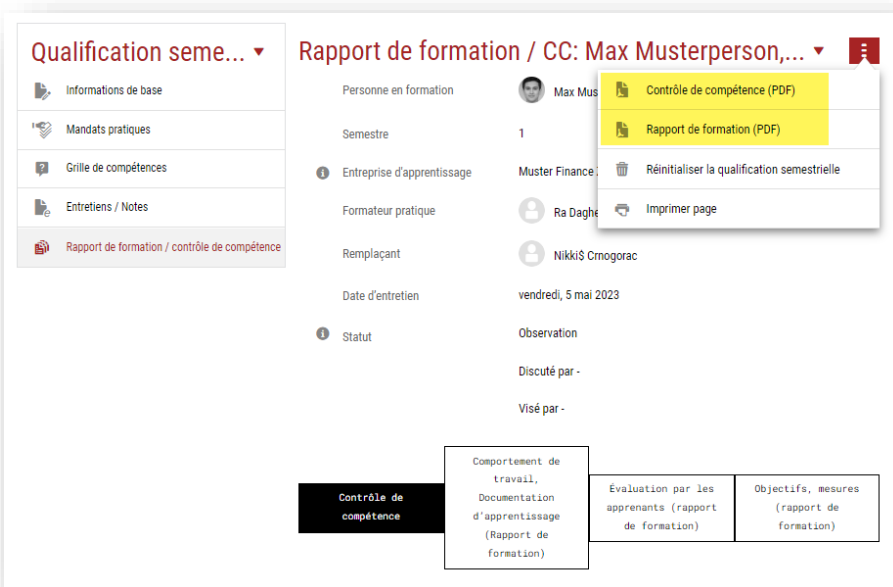 Qualification seme...
Informations de base
Mandats pratiques
Grille de compétences
Entretiens / Notes
Rapport de formation / contrôle de compétence
Rapport de formation / CC: Max Musterperson,...
Personne en formation
Max Mus
Semestre
1
Entreprise d'apprentissage
Muster Finance
Formateur pratique
Ra Daghe
Remplaçant
Nikki$ Crnogorac
Date d'entretien
vendredi, 5 mai 2023
Statut
Observation
Discuté par -
Visé par -
Contrôle de compétence (PDF)
Rapport de formation (PDF)
Réinitialiser la qualification semestrielle
Imprimer page
Contrôle de
compétence
Comportement de
travail,
Documentation
d'apprentissage
(Rapport de
formation)
Évaluation par les
apprenants (rapport
de formation)
Objectifs, mesures
(rapport de
formation)